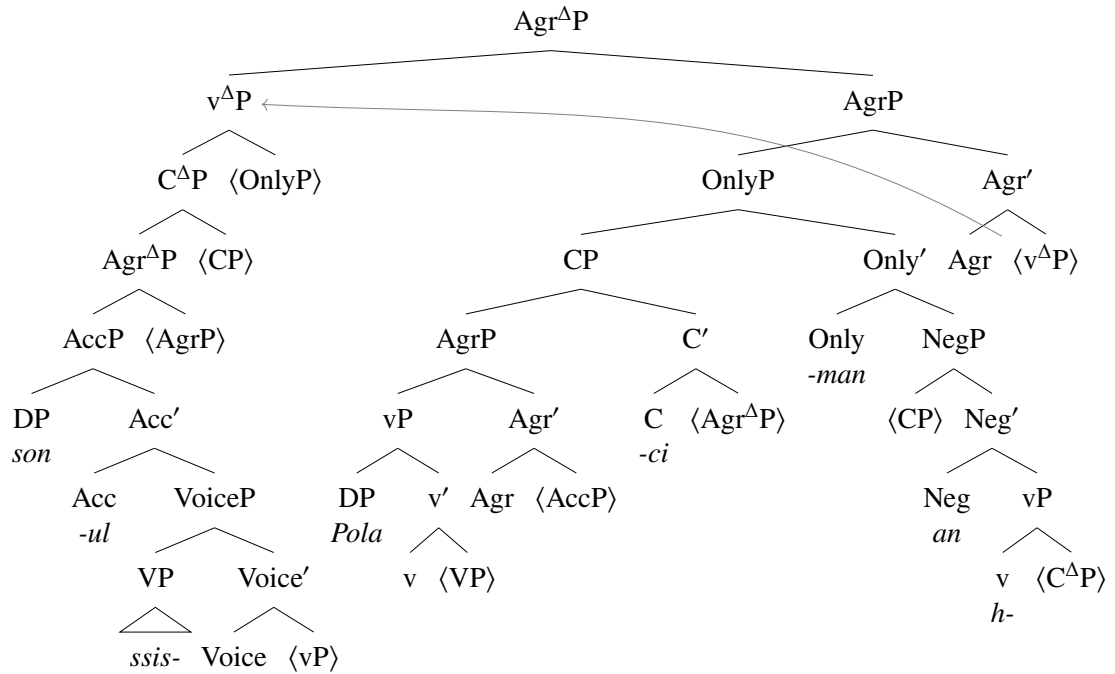 Agr^ΔP
v^ΔP AgrP
C^ΔP ⟨OnlyP⟩ OnlyP Agr′
Agr^ΔP ⟨CP⟩ CP Only′ Agr ⟨v^ΔP⟩
AccP ⟨AgrP⟩ AgrP C′ Only NegP
-man
DP Acc′ vP Agr′ C ⟨Agr^ΔP⟩ ⟨CP⟩ Neg′
son -ci
Acc VoiceP DP v′ Agr ⟨AccP⟩ Neg vP
-ul Pola an
VP Voice′ v ⟨VP⟩ v ⟨C^ΔP⟩
h-
ssis- Voice ⟨vP⟩